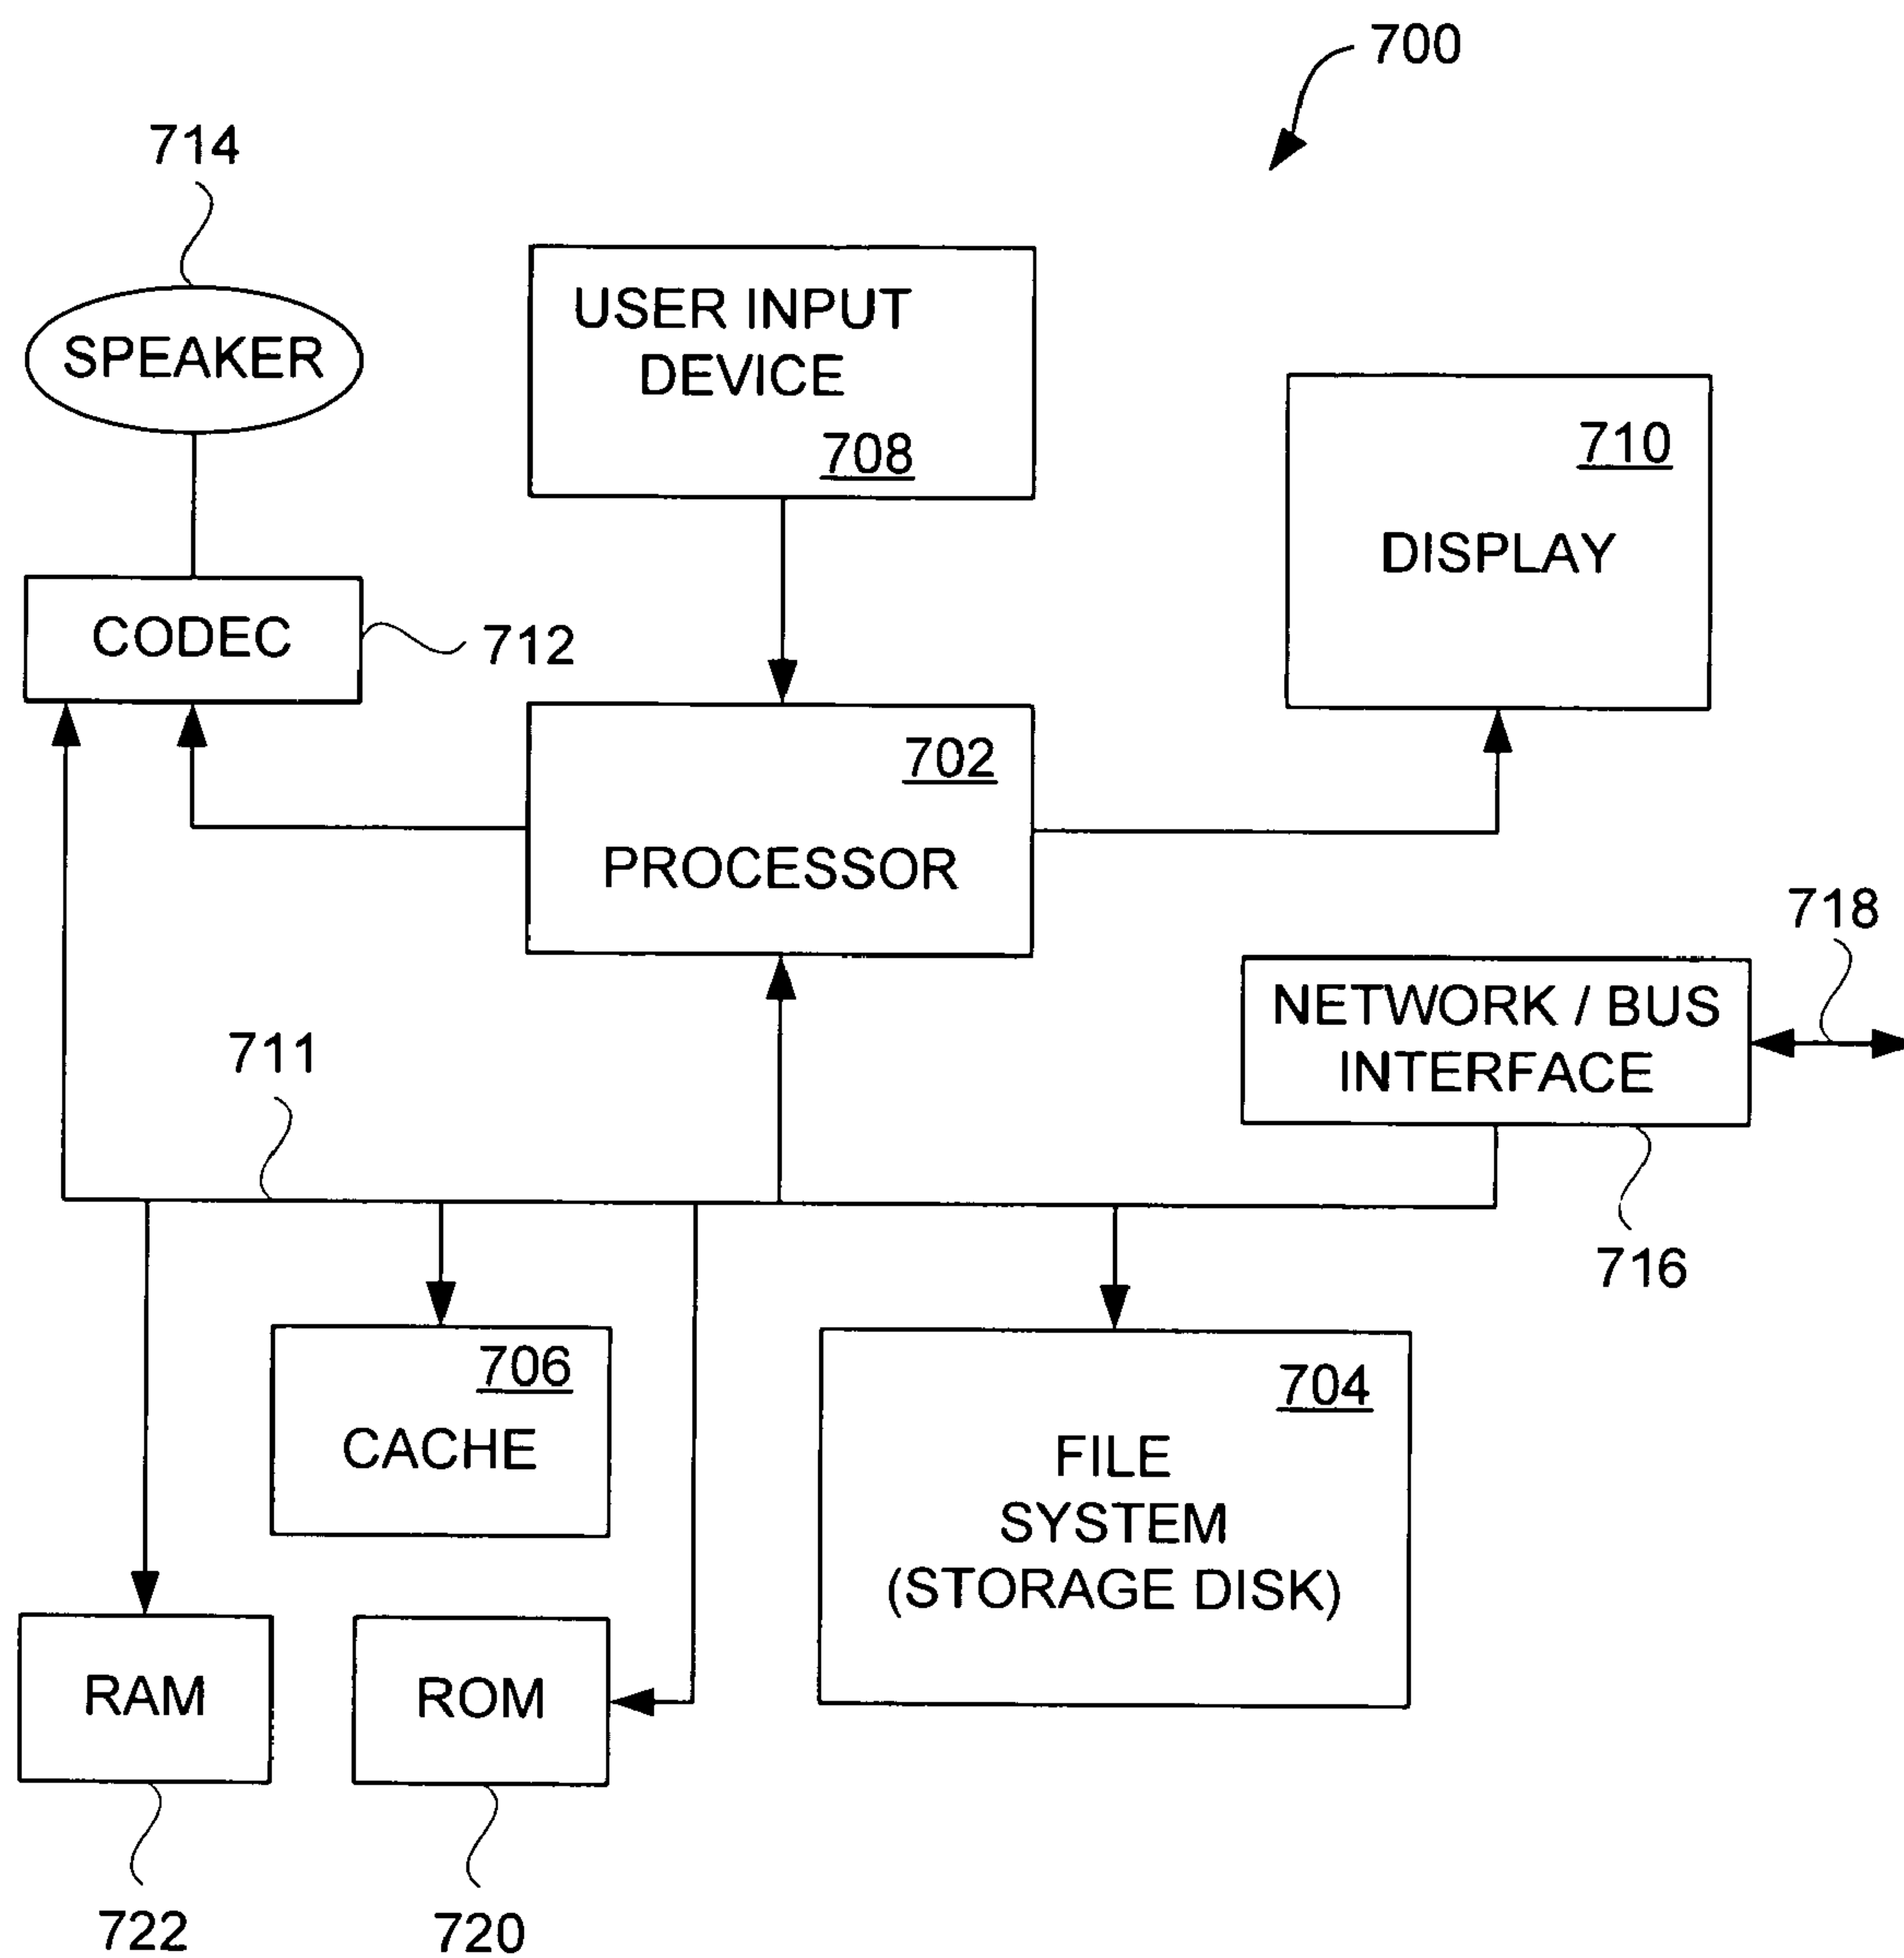 700
714
SPEAKER
USER INPUT
DEVICE
708
710
DISPLAY
CODEC
712
702
PROCESSOR
718
NETWORK / BUS
INTERFACE
711
716
706
CACHE
704
FILE
SYSTEM
(STORAGE DISK)
RAM
ROM
722
720